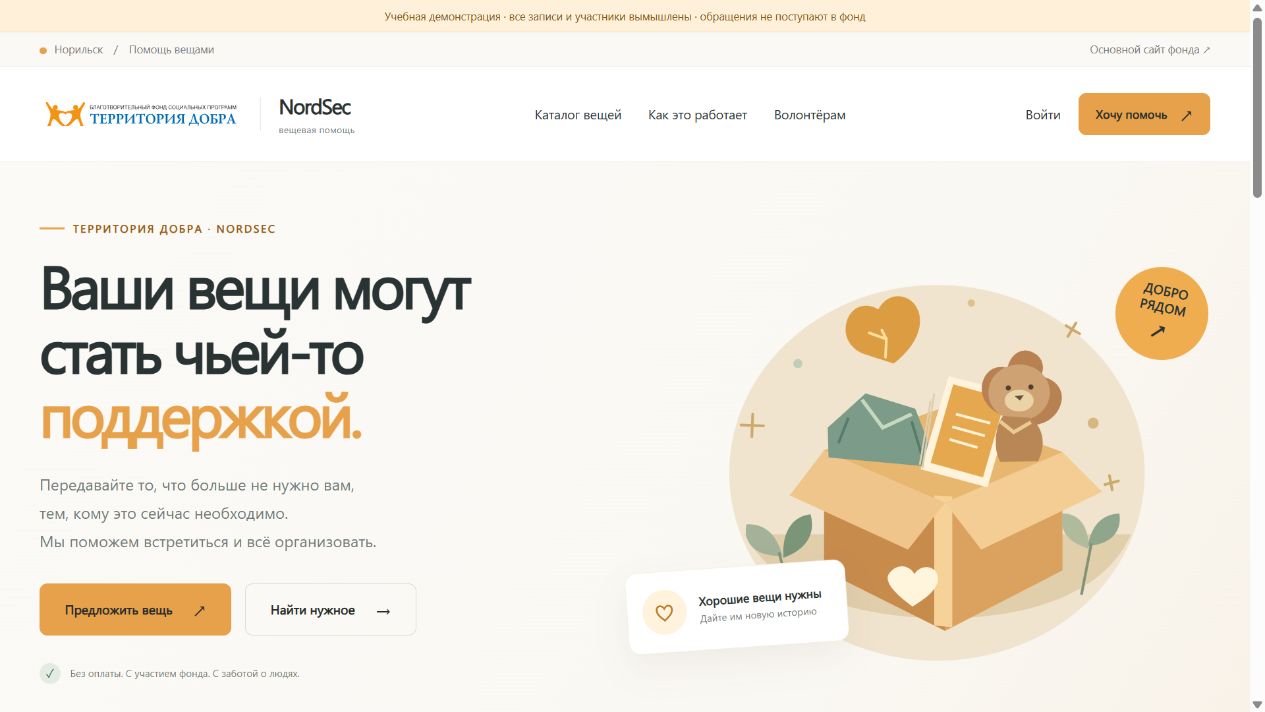 Учебная демонстрация · все записи и участники вымышлены · обращения не поступают в фонд
Норильск / Помощь вещами
Основной сайт фонда ↗
БЛАГОТВОРИТЕЛЬНЫЙ ФОНД СОЦИАЛЬНЫХ ПРОГРАММ
ТЕРРИТОРИЯ ДОБРА
NordSec
вещевая помощь
Каталог вещей
Как это работает
Волонтёрам
Войти
Хочу помочь ↗
ТЕРРИТОРИЯ ДОБРА · NORDSEC
Ваши вещи могут
стать чьей-то
поддержкой.
Передавайте то, что больше не нужно вам,
тем, кому это сейчас необходимо.
Мы поможем встретиться и всё организовать.
Предложить вещь ↗
Найти нужное →
✓ Без оплаты. С участием фонда. С заботой о людях.
ДОБРО
РЯДОМ
↗
Хорошие вещи нужны
Дайте им новую историю